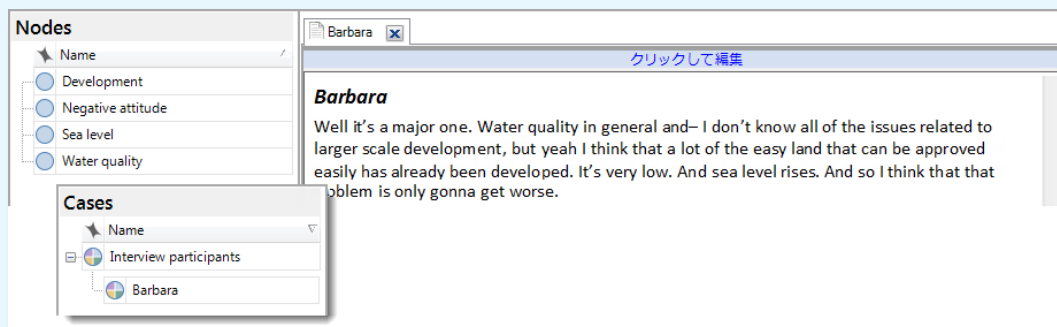 Nodes
Name
Development
Negative attitude
Sea level
Water quality
Cases
Name
Interview participants
Barbara
Barbara
クリックして編集
Barbara
Well it's a major one. Water quality in general and– I don't know all of the issues related to
larger scale development, but yeah I think that a lot of the easy land that can be approved
easily has already been developed. It's very low. And sea level rises. And so I think that that
is only gonna get worse.